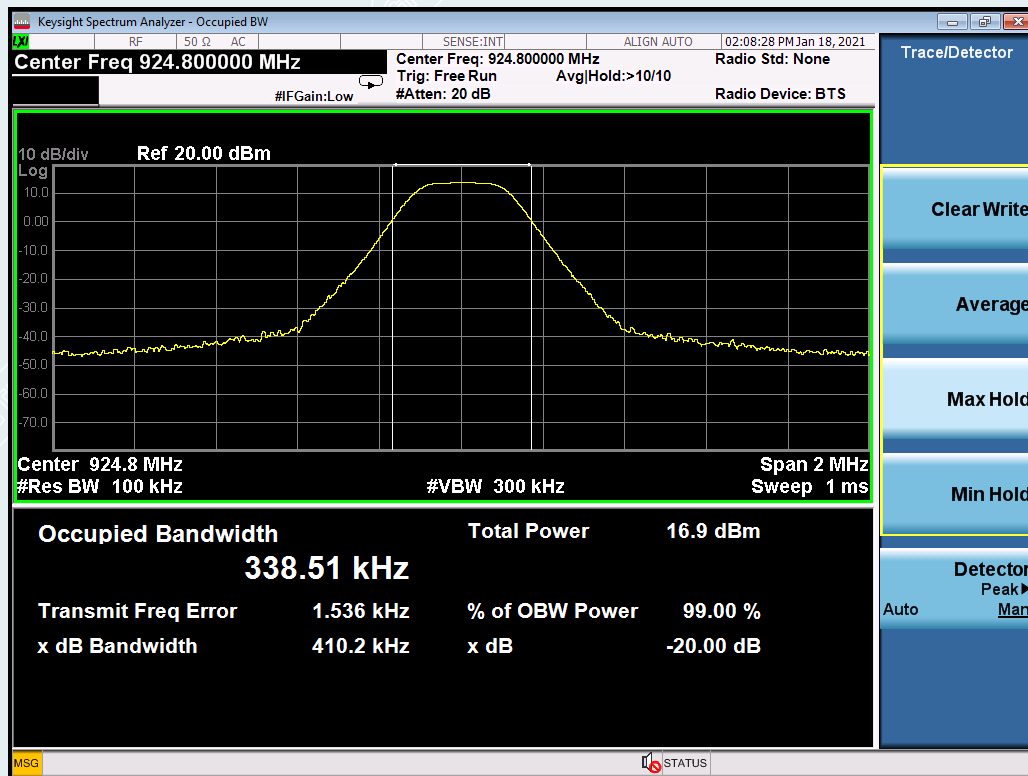 Keysight Spectrum Analyzer - Occupied BW
LXI
RF 50 Ω AC SENSE:INT ALIGN AUTO 02:08:28 PM Jan 18, 2021
Center Freq 924.800000 MHz
Center Freq: 924.800000 MHz Radio Std: None
Trig: Free Run Avg|Hold:>10/10
#IFGain:Low #Atten: 20 dB Radio Device: BTS
Trace/Detector
10 dB/div Ref 20.00 dBm
Log
10.0
0.00
-10.0
-20.0
-30.0
-40.0
-50.0
-60.0
-70.0
Center 924.8 MHz Span 2 MHz
#Res BW 100 kHz #VBW 300 kHz Sweep 1 ms
Occupied Bandwidth Total Power 16.9 dBm
338.51 kHz
Transmit Freq Error 1.536 kHz % of OBW Power 99.00 %
x dB Bandwidth 410.2 kHz x dB -20.00 dB
Clear Write
Average
Max Hold
Min Hold
Detector
Peak
Auto Man
MSG STATUS